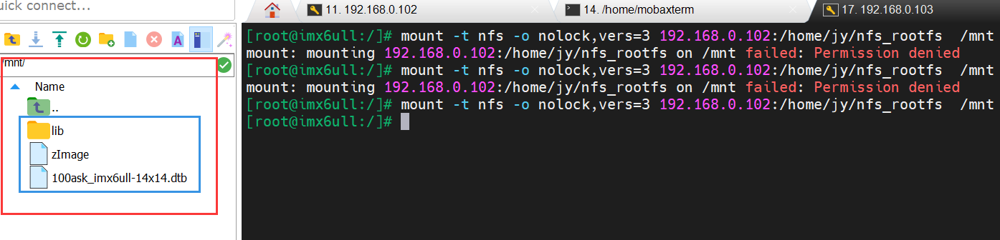 uick connect...
11. 192.168.0.102
14. /home/mobaxterm
17. 192.168.0.103
/mnt/
Name
..
lib
zImage
100ask_imx6ull-14x14.dtb
[root@imx6ull:/]# mount -t nfs -o nolock,vers=3 192.168.0.102:/home/jy/nfs_rootfs  /mnt
mount: mounting 192.168.0.102:/home/jy/nfs_rootfs on /mnt failed: Permission denied
[root@imx6ull:/]# mount -t nfs -o nolock,vers=3 192.168.0.102:/home/jy/nfs_rootfs  /mnt
mount: mounting 192.168.0.102:/home/jy/nfs_rootfs on /mnt failed: Permission denied
[root@imx6ull:/]# mount -t nfs -o nolock,vers=3 192.168.0.102:/home/jy/nfs_rootfs  /mnt
[root@imx6ull:/]#